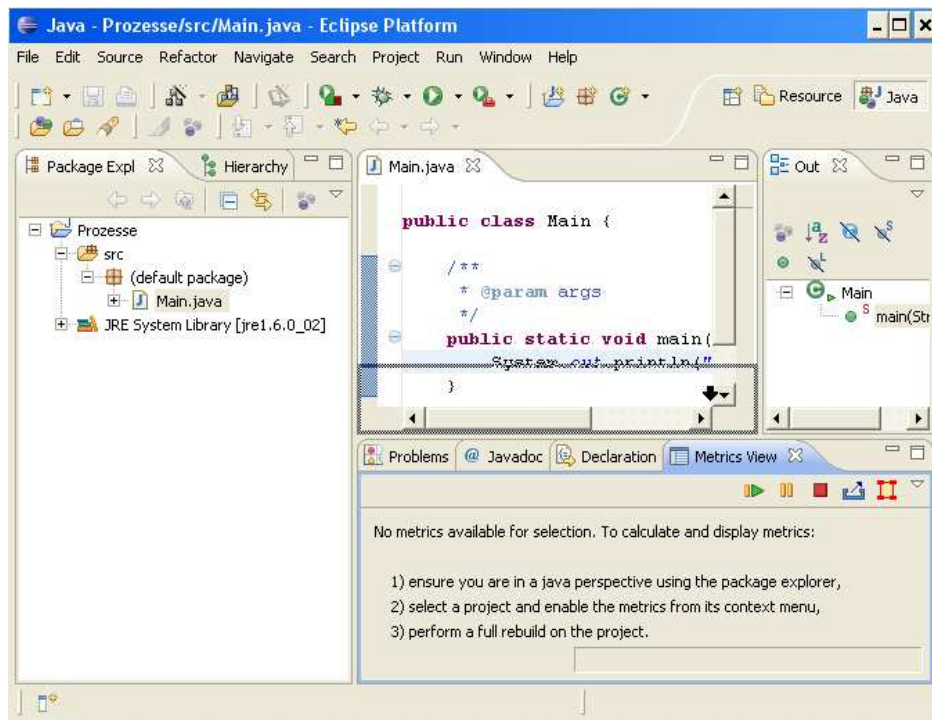 Java - Prozesse/src/Main.java - Eclipse Platform
File Edit Source Refactor Navigate Search Project Run Window Help
Resource Java
Package Expl Hierarchy
Prozesse
src
(default package)
Main.java
JRE System Library [jre1.6.0_02]
Main.java
public class Main {
/**
* @param args
*/
public static void main(
System.out.println("
}
Out
Main
main(Str
Problems @ Javadoc Declaration Metrics View
No metrics available for selection. To calculate and display metrics:
1) ensure you are in a java perspective using the package explorer,
2) select a project and enable the metrics from its context menu,
3) perform a full rebuild on the project.